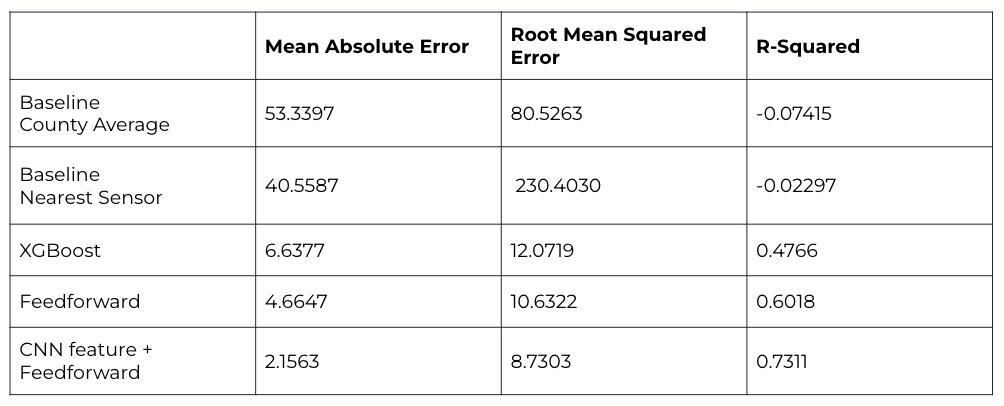 Mean Absolute Error
Root Mean Squared
Error
R-Squared
Baseline
County Average
53.3397
80.5263
-0.07415
Baseline
Nearest Sensor
40.5587
230.4030
-0.02297
XGBoost
6.6377
12.0719
0.4766
Feedforward
4.6647
10.6322
0.6018
CNN feature +
Feedforward
2.1563
8.7303
0.7311